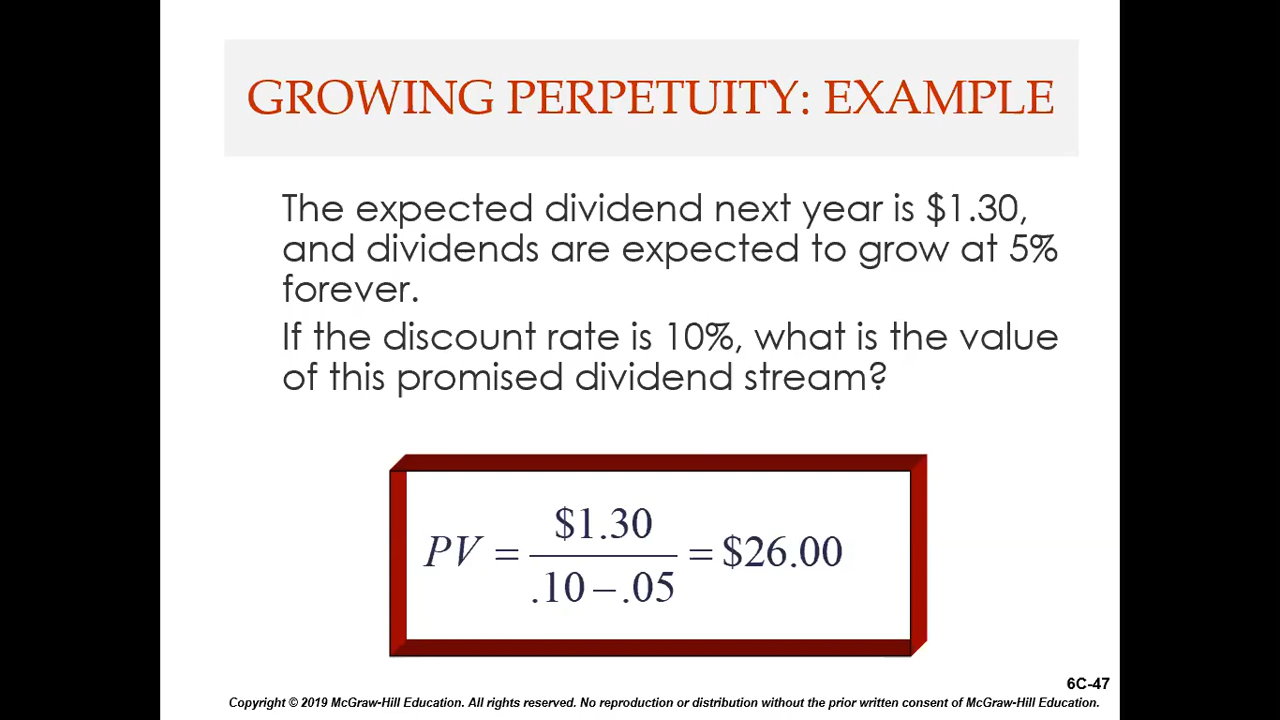 GROWING PERPETUITY: EXAMPLE
The expected dividend next year is $1.30,
and dividends are expected to grow at 5%
forever.
If the discount rate is 10%, what is the value
of this promised dividend stream?
PV = $1.30 / .10 – .05 = $26.00
6C-47
Copyright © 2019 McGraw-Hill Education. All rights reserved. No reproduction or distribution without the prior written consent of McGraw-Hill Education.